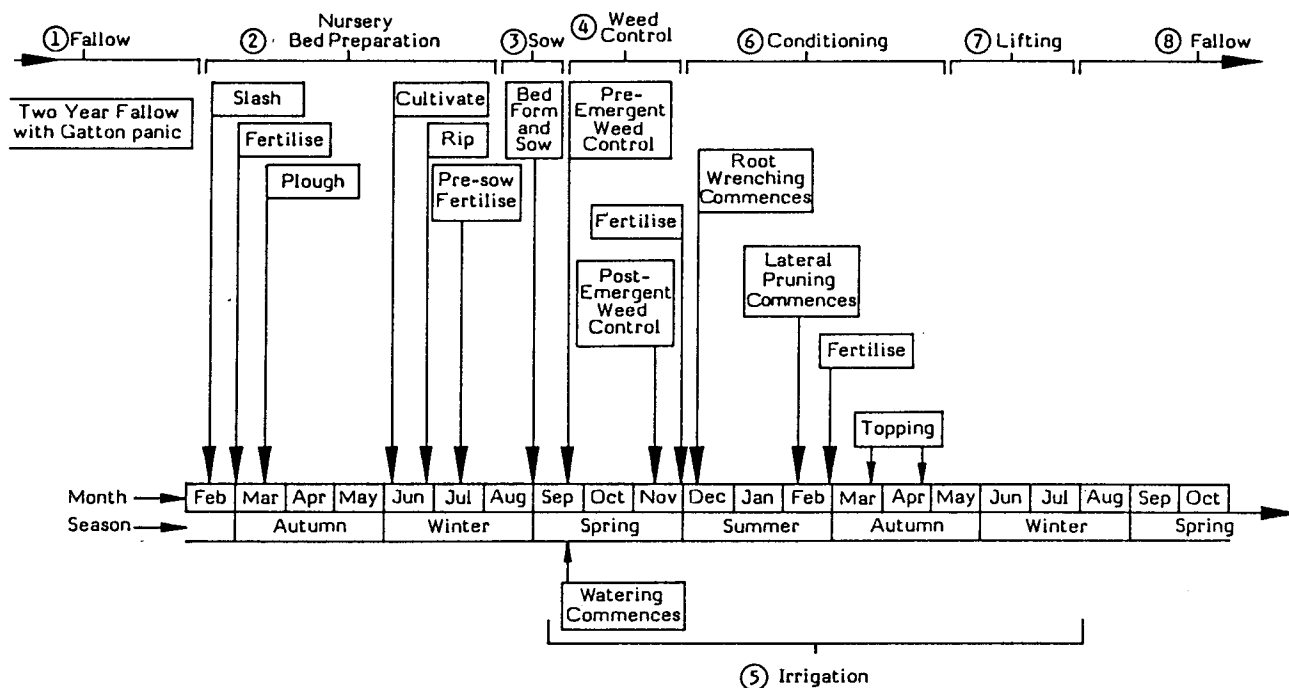 ① Fallow
② Nursery
Bed Preparation
③ Sow
④ Weed
Control
⑥ Conditioning
⑦ Lifting
⑧ Fallow
Two Year Fallow
with Gatton panic
Slash
Fertilise
Plough
Cultivate
Rip
Pre-sow
Fertilise
Bed
Form
and
Sow
Pre-
Emergent
Weed
Control
Fertilise
Post-
Emergent
Weed
Control
Root
Wrenching
Commences
Lateral
Pruning
Commences
Fertilise
Topping
Month Feb Mar Apr May Jun Jul Aug Sep Oct Nov Dec Jan Feb Mar Apr May Jun Jul Aug Sep Oct
Season Autumn Winter Spring Summer Autumn Winter Spring
Watering
Commences
⑤ Irrigation